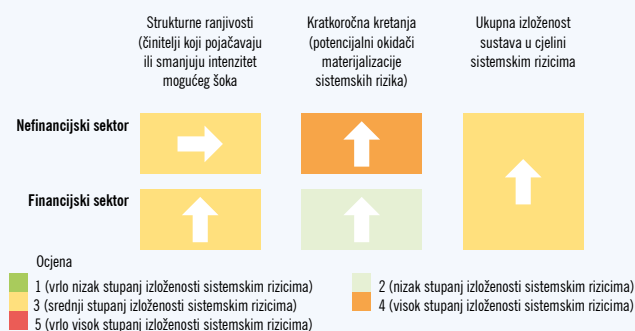 Strukturne ranjivosti
(činitelji koji pojačavaju
ili smanjuju intenzitet
mogućeg šoka
Kratkoročna kretanja
(potencijalni okidači
materijalizacije
sistemskih rizika)
Ukupna izloženost
sustava u cjelini
sistemskim rizicima
Nefinancijski sektor
Financijski sektor
Ocjena
1 (vrlo nizak stupanj izloženosti sistemskim rizicima)
2 (nizak stupanj izloženosti sistemskim rizicima)
3 (srednji stupanj izloženosti sistemskim rizicima)
4 (visok stupanj izloženosti sistemskim rizicima)
5 (vrlo visok stupanj izloženosti sistemskim rizicima)